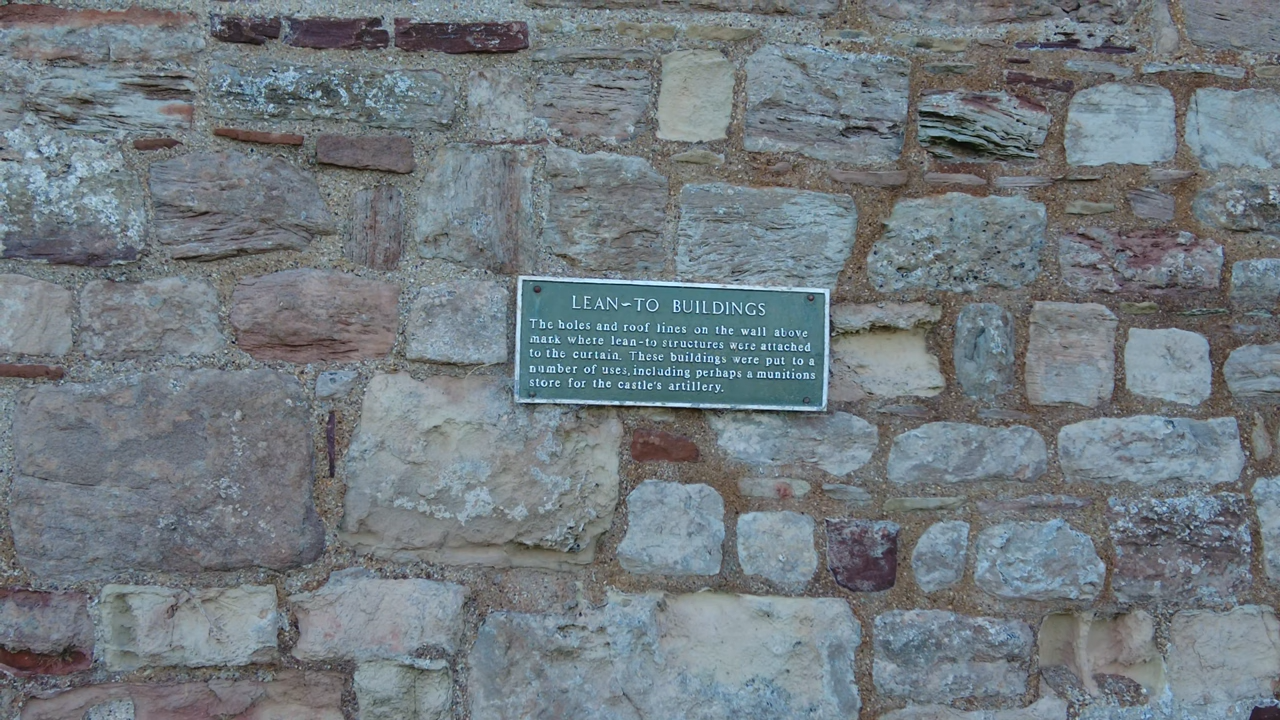 LEAN-TO BUILDINGS
The holes and roof lines on the wall above
mark where lean-to structures were attached
to the curtain. These buildings were put to a
number of uses, including perhaps a munitions
store for the castle's artillery.